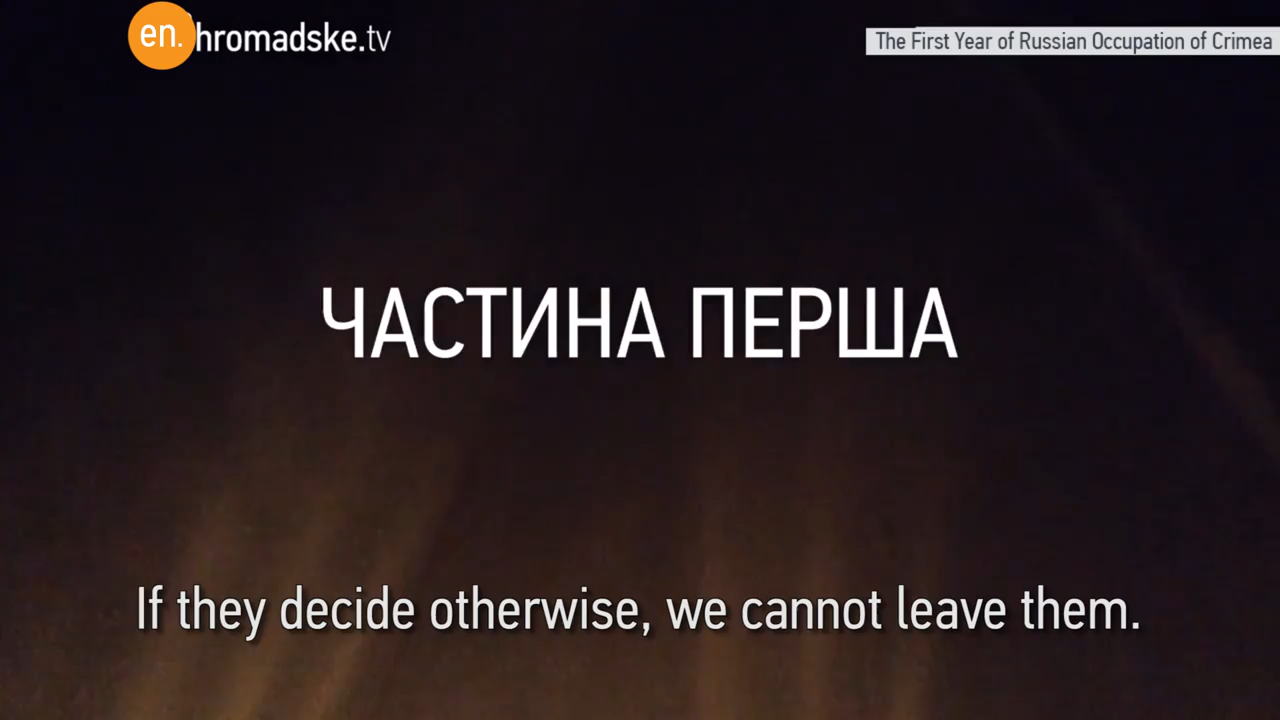 en.hromadske.tv
The First Year of Russian Occupation of Crimea
ЧАСТИНА ПЕРША
If they decide otherwise, we cannot leave them.